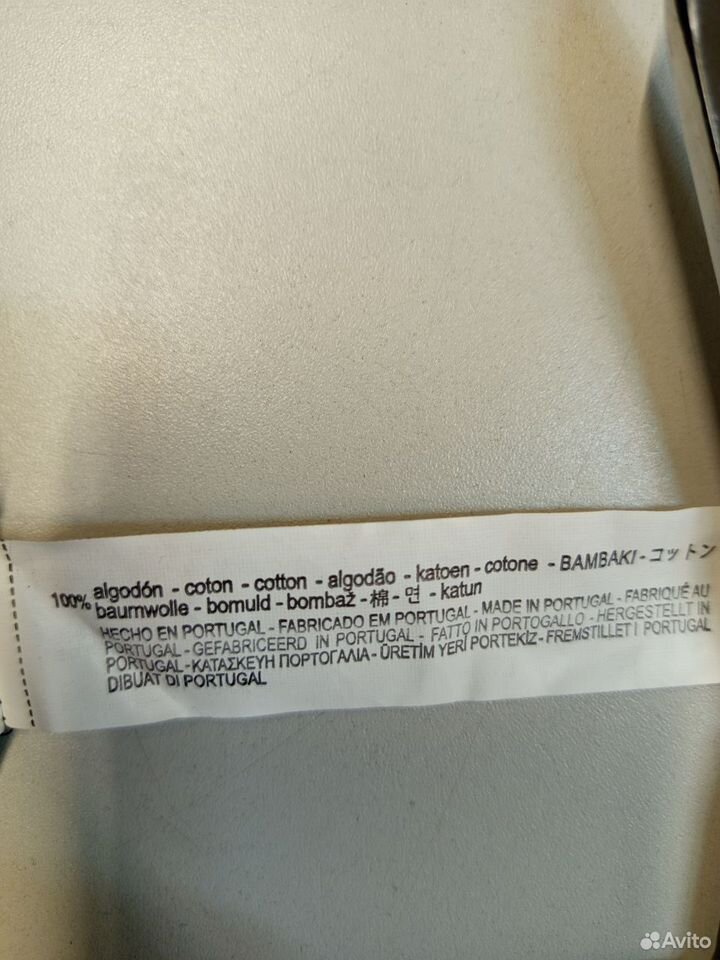 100% algodón - coton - cotton - algodão - katoen - cotone - BAMBAKI - コットン
baumwolle - bomuld - bombaž - 棉 - 면 - katun
HECHO EN PORTUGAL - FABRICADO EM PORTUGAL - MADE IN PORTUGAL - FABRIQUÉ AU
PORTUGAL - GEFABRICEERD IN PORTUGAL - FATTO IN PORTOGALLO - HERGESTELLT IN
PORTUGAL - ΚΑΤΑΣΚΕΥΗ ΠΟΡΤΟΓΑΛΙΑ - ÜRETİM YERİ PORTEKİZ - FREMSTILLET I PORTUGAL
DIBUAT DI PORTUGAL
Avito